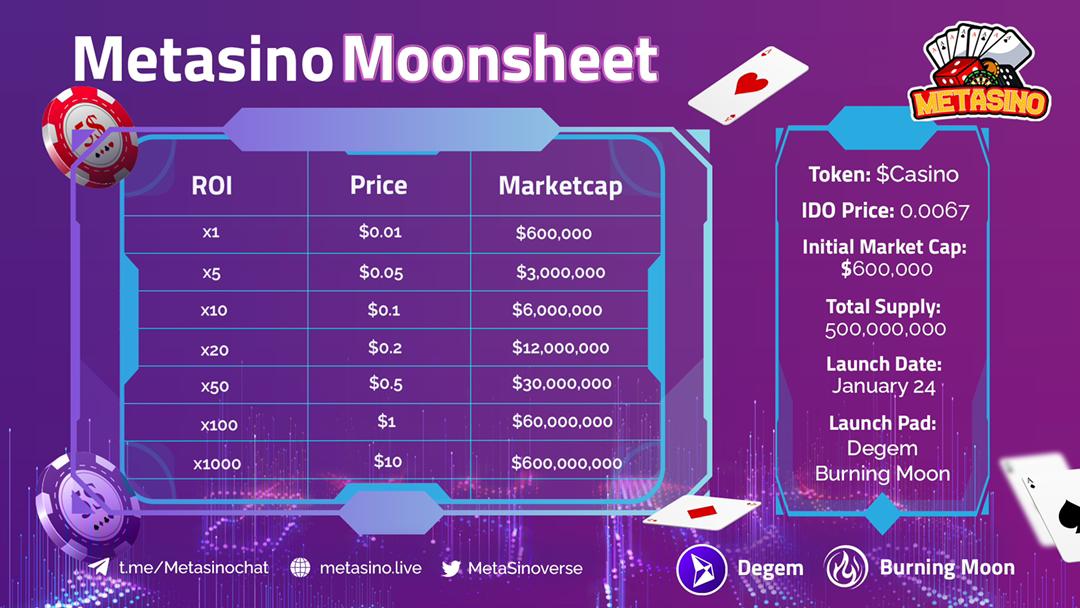 Metasino Moonsheet
METASINO
ROI Price Marketcap
x1 $0.01 $600,000
x5 $0.05 $3,000,000
x10 $0.1 $6,000,000
x20 $0.2 $12,000,000
x50 $0.5 $30,000,000
x100 $1 $60,000,000
x1000 $10 $600,000,000
Token: $Casino
IDO Price: 0.0067
Initial Market Cap:
$600,000
Total Supply:
500,000,000
Launch Date:
January 24
Launch Pad:
Degem
Burning Moon
t.me/Metasinochat metasino.live MetaSinoverse Degem Burning Moon